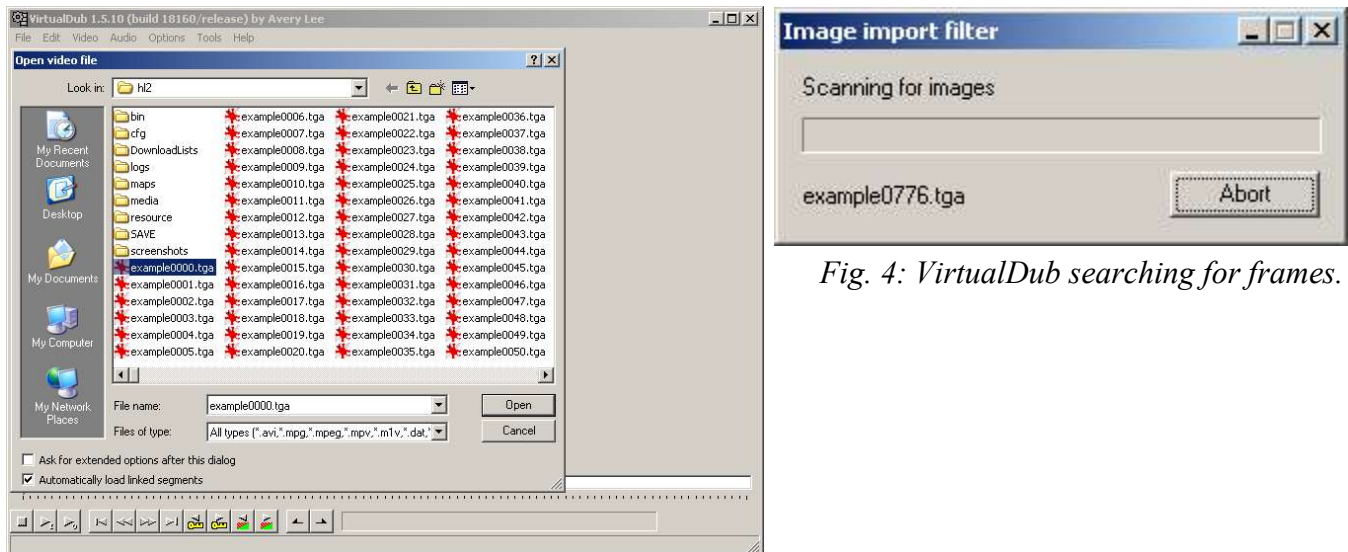 VirtualDub 1.5.10 (build 18160/release) by Avery Lee
File Edit Video Audio Options Tools Help
Open video file
Look in: hl2
My Recent Documents
Desktop
My Documents
My Computer
My Network Places
bin example0006.tga example0021.tga example0036.tga
cfg example0007.tga example0022.tga example0037.tga
DownloadLists example0008.tga example0023.tga example0038.tga
logs example0009.tga example0024.tga example0039.tga
maps example0010.tga example0025.tga example0040.tga
media example0011.tga example0026.tga example0041.tga
resource example0012.tga example0027.tga example0042.tga
SAVE example0013.tga example0028.tga example0043.tga
screenshots example0014.tga example0029.tga example0044.tga
example0000.tga example0015.tga example0030.tga example0045.tga
example0001.tga example0016.tga example0031.tga example0046.tga
example0002.tga example0017.tga example0032.tga example0047.tga
example0003.tga example0018.tga example0033.tga example0048.tga
example0004.tga example0019.tga example0034.tga example0049.tga
example0005.tga example0020.tga example0035.tga example0050.tga
File name: example0000.tga Open
Files of type: All types (*.avi,*.mpg,*.mpeg,*.mpv,*.m1v,*.dat,* Cancel
Ask for extended options after this dialog
Automatically load linked segments
Image import filter
Scanning for images
example0776.tga Abort
Fig. 4: VirtualDub searching for frames.